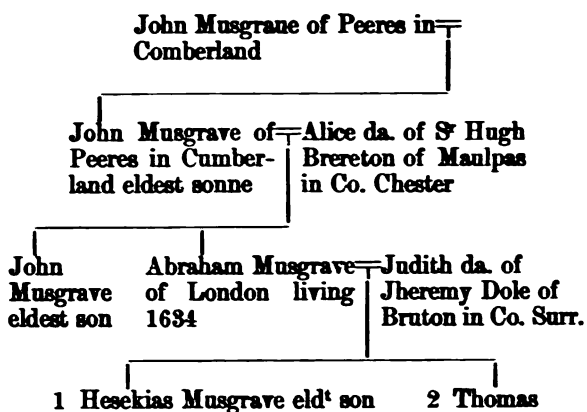 John Musgraue of Peeres in
Comberland
John Musgrave of
Peeres in Cumber-
land eldest sonne
Alice da. of Sr Hugh
Brereton of Maulpas
in Co. Chester
John
Musgrave
eldest son
Abraham Musgrave
of London living
1634
Judith da. of
Jheremy Dole of
Bruton in Co. Surr.
1 Hesekias Musgrave eldt son
2 Thomas